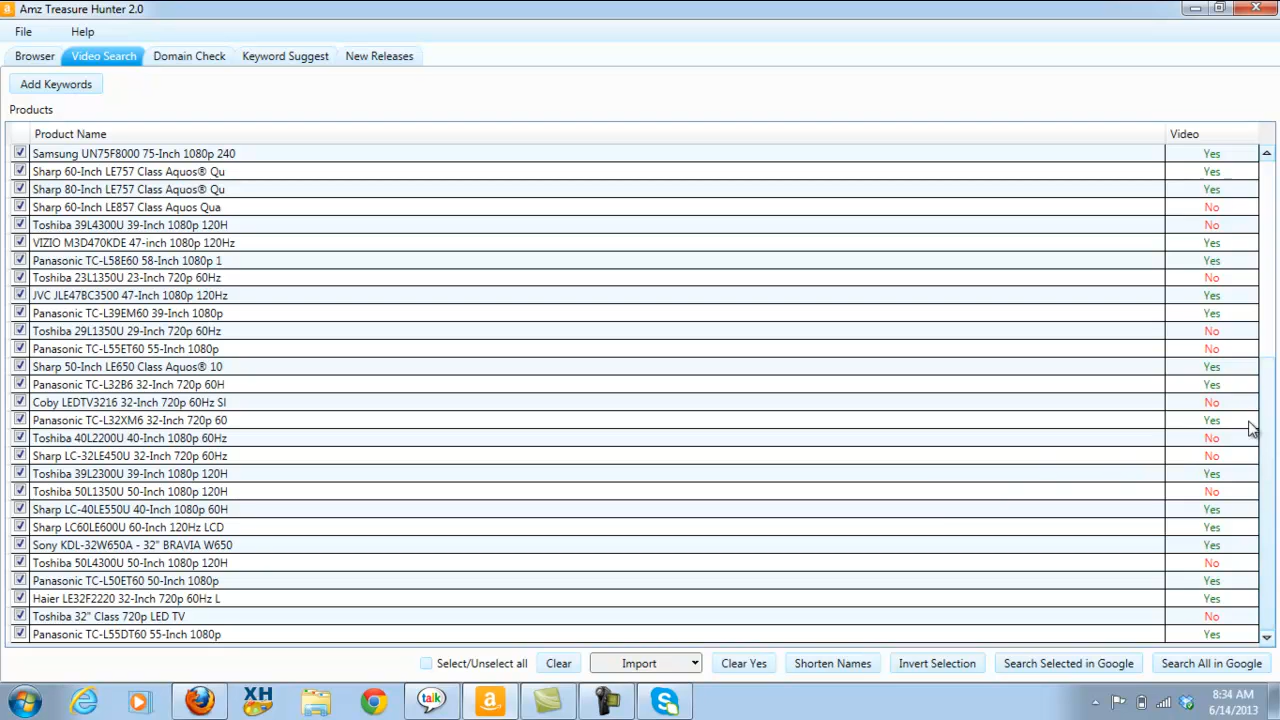 Amz Treasure Hunter 2.0
File Help
Browser Video Search Domain Check Keyword Suggest New Releases
Add Keywords
Products
Product Name Video
Samsung UN75F8000 75-Inch 1080p 240 Yes
Sharp 60-Inch LE757 Class Aquos® Qu Yes
Sharp 80-Inch LE757 Class Aquos® Qu Yes
Sharp 60-Inch LE857 Class Aquos Qua No
Toshiba 39L4300U 39-Inch 1080p 120H No
VIZIO M3D470KDE 47-inch 1080p 120Hz Yes
Panasonic TC-L58E60 58-Inch 1080p 1 Yes
Toshiba 23L1350U 23-Inch 720p 60Hz No
JVC JLE47BC3500 47-Inch 1080p 120Hz Yes
Panasonic TC-L39EM60 39-Inch 1080p Yes
Toshiba 29L1350U 29-Inch 720p 60Hz No
Panasonic TC-L55ET60 55-Inch 1080p No
Sharp 50-Inch LE650 Class Aquos® 10 Yes
Panasonic TC-L32B6 32-Inch 720p 60H Yes
Coby LEDTV3216 32-Inch 720p 60Hz Sl No
Panasonic TC-L32XM6 32-Inch 720p 60 Yes
Toshiba 40L2200U 40-Inch 1080p 60Hz No
Sharp LC-32LE450U 32-Inch 720p 60Hz No
Toshiba 39L2300U 39-Inch 1080p 120H Yes
Toshiba 50L1350U 50-Inch 1080p 120H No
Sharp LC-40LE550U 40-Inch 1080p 60H Yes
Sharp LC60LE600U 60-Inch 120Hz LCD Yes
Sony KDL-32W650A - 32" BRAVIA W650 Yes
Toshiba 50L4300U 50-Inch 1080p 120H No
Panasonic TC-L50ET60 50-Inch 1080p Yes
Haier LE32F2220 32-Inch 720p 60Hz L Yes
Toshiba 32" Class 720p LED TV No
Panasonic TC-L55DT60 55-Inch 1080p Yes
Select/Unselect all Clear Import Clear Yes Shorten Names Invert Selection Search Selected in Google Search All in Google
XH talk 8:34 AM
6/14/2013